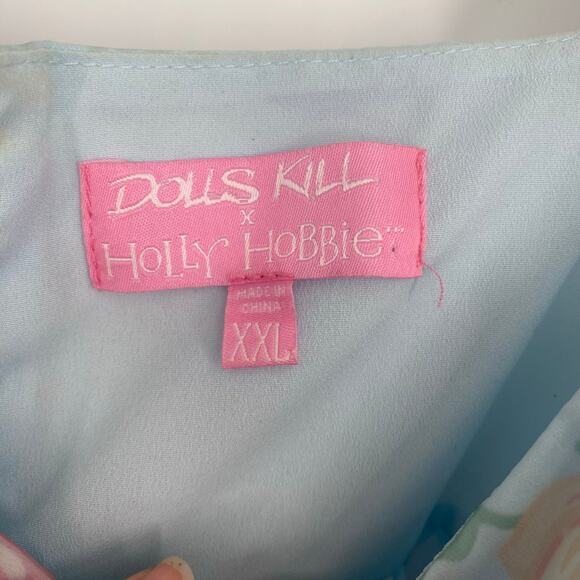 DOLLS KILL
X
HOLLY HOBBIE™
MADE IN
CHINA
XXL